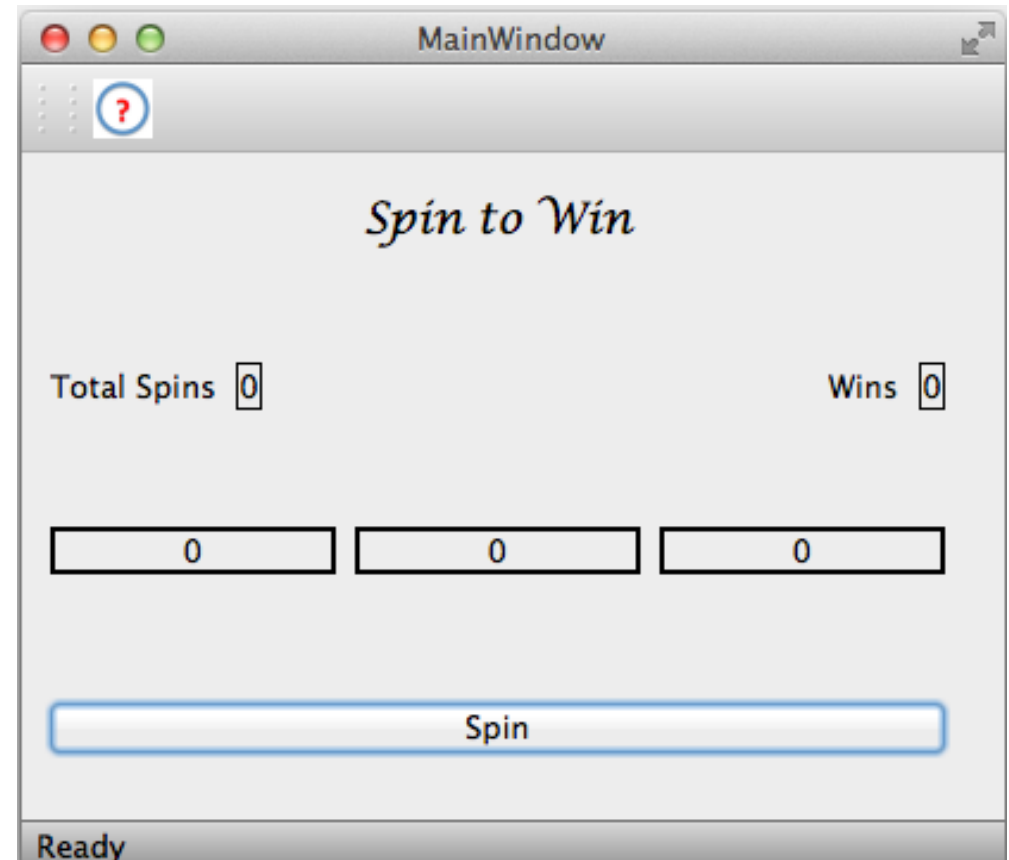 MainWindow
?
Spin to Win
Total Spins 0 Wins 0
0 0 0
Spin
Ready